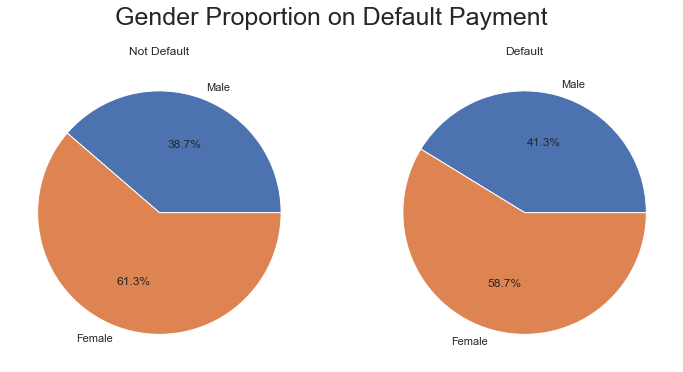 Gender Proportion on Default Payment
Not Default
Male
38.7%
61.3%
Female
Default
Male
41.3%
58.7%
Female